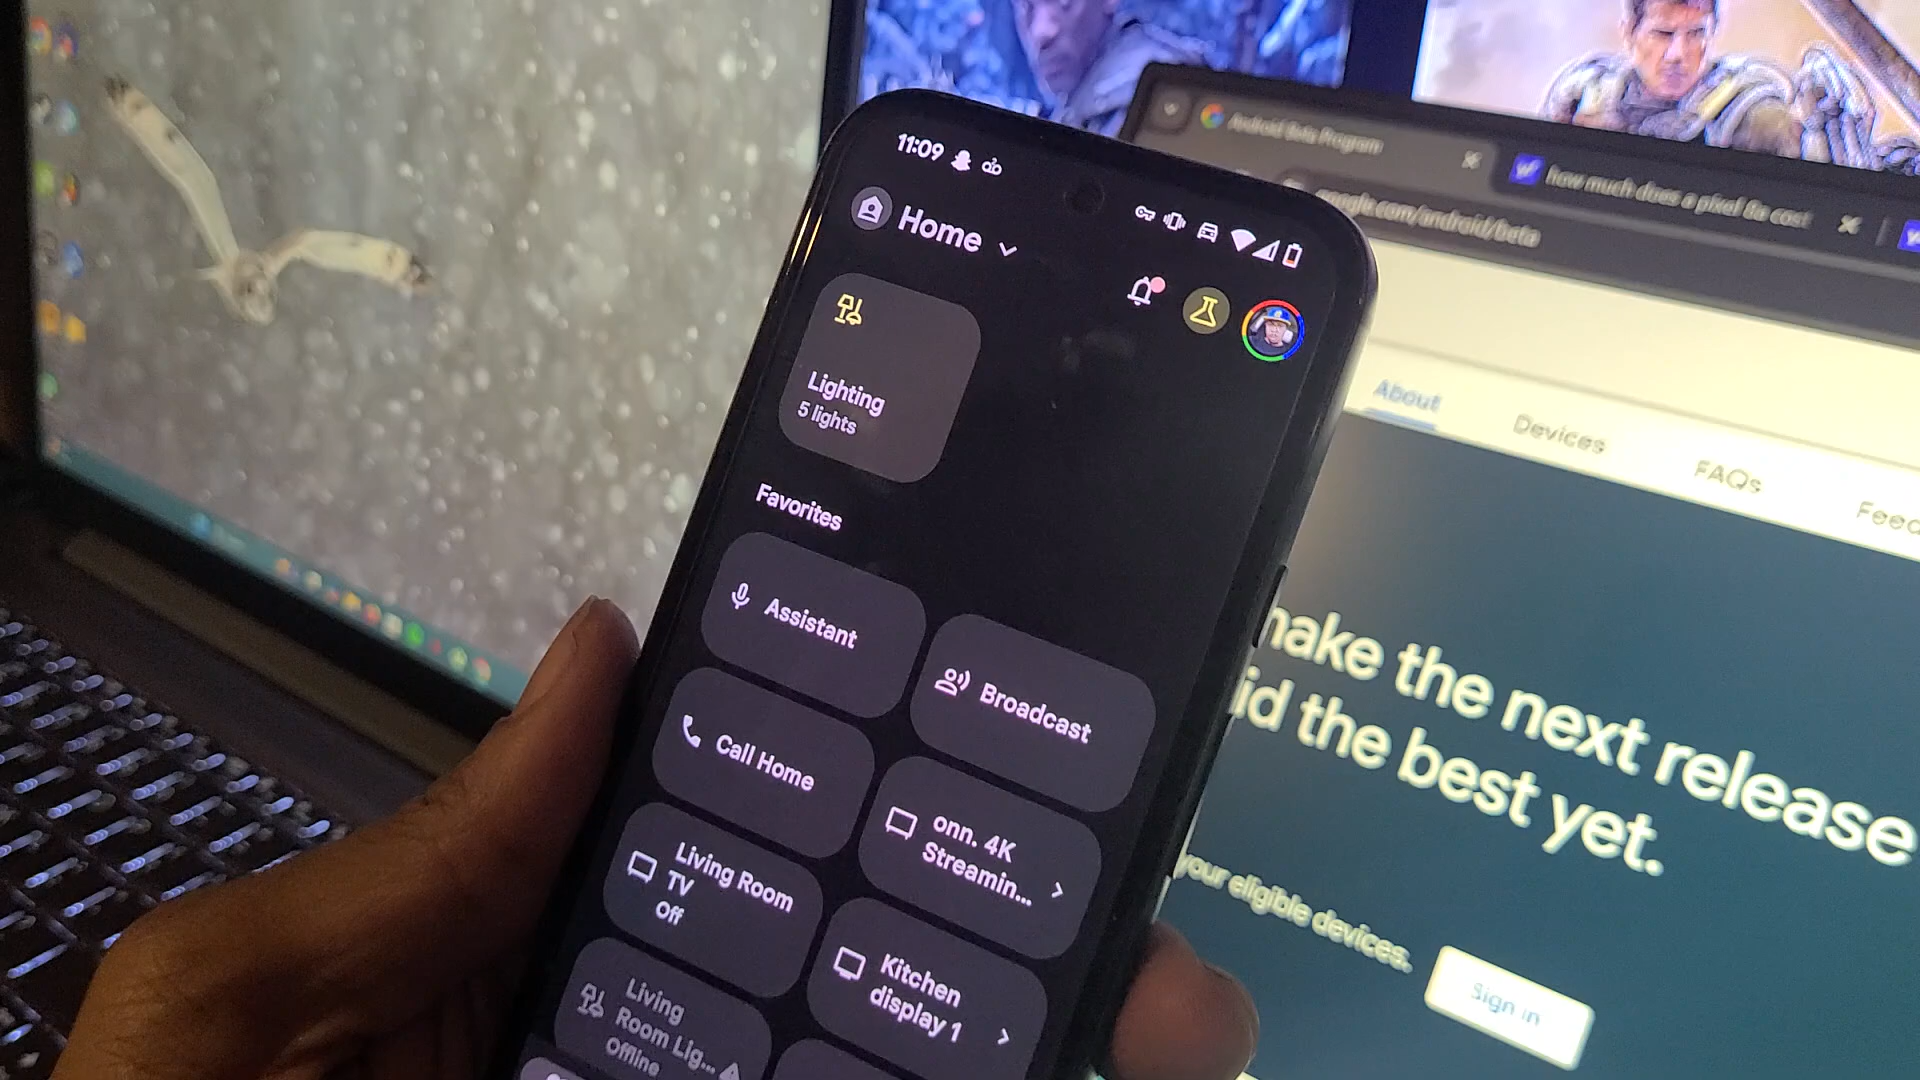 11:09
Home
Lighting
5 lights
Favorites
Assistant
Broadcast
Call Home
onn. 4K
Streamin...
Living Room
TV
Off
Kitchen
display 1
Living
Room Lig...
Offline
Android Beta Program
how much does a pixel 8a cost
google.com/android/beta
About
Devices
FAQs
make the next release
id the best yet.
your eligible devices.
Sign in